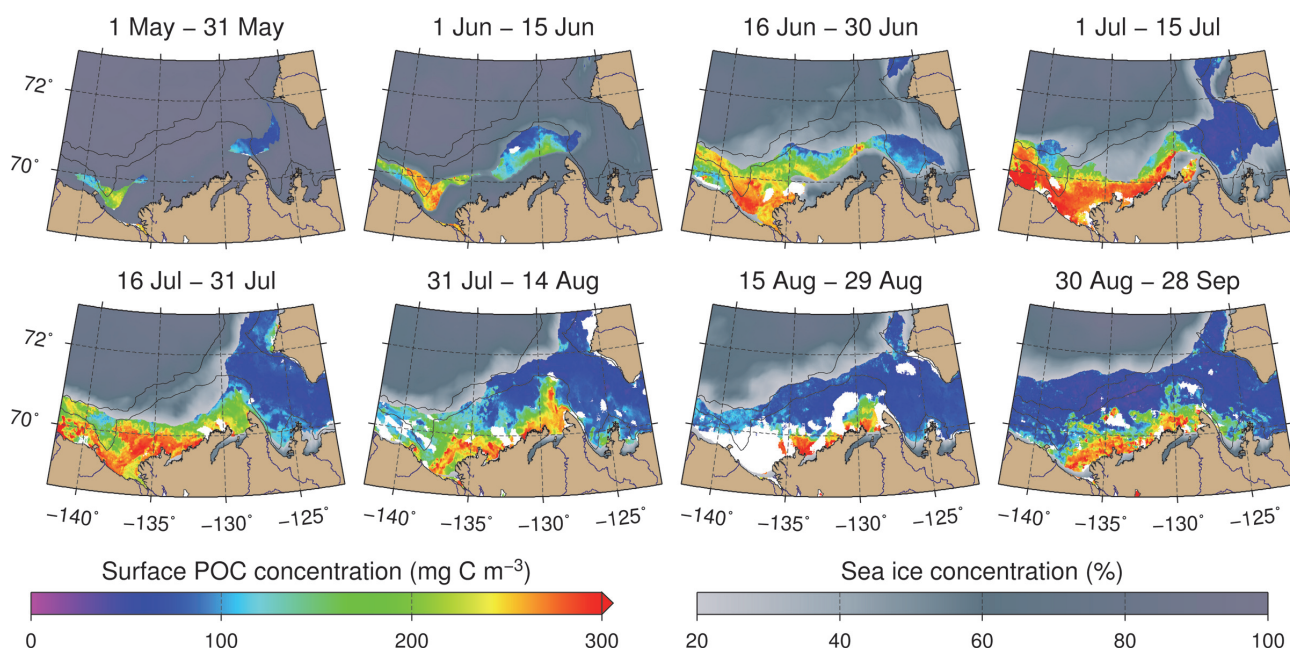 1 May − 31 May
1 Jun − 15 Jun
16 Jun − 30 Jun
1 Jul − 15 Jul
72˚
70˚
16 Jul − 31 Jul
31 Jul − 14 Aug
15 Aug − 29 Aug
30 Aug − 28 Sep
72˚
70˚
−140˚ −135˚ −130˚ −125˚
−140˚ −135˚ −130˚ −125˚
−140˚ −135˚ −130˚ −125˚
−140˚ −135˚ −130˚ −125˚
Surface POC concentration (mg C m⁻³)
0 100 200 300
Sea ice concentration (%)
20 40 60 80 100